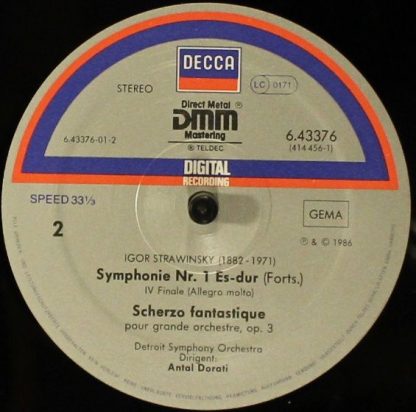 DECCA
STEREO
LC 0171
Direct Metal ®
DMM
Mastering
® TELDEC
6.43376-01-2
6.43376
(414 456-1)
DIGITAL
RECORDING
SPEED 33⅓
GEMA
2
℗ & © 1986
IGOR STRAWINSKY (1882-1971)
Symphonie Nr. 1 Es-dur (Forts.)
IV Finale (Allegro molto)
Scherzo fantastique
pour grande orchestre, op. 3
Detroit Symphony Orchestra
Dirigent:
Antal Dorati